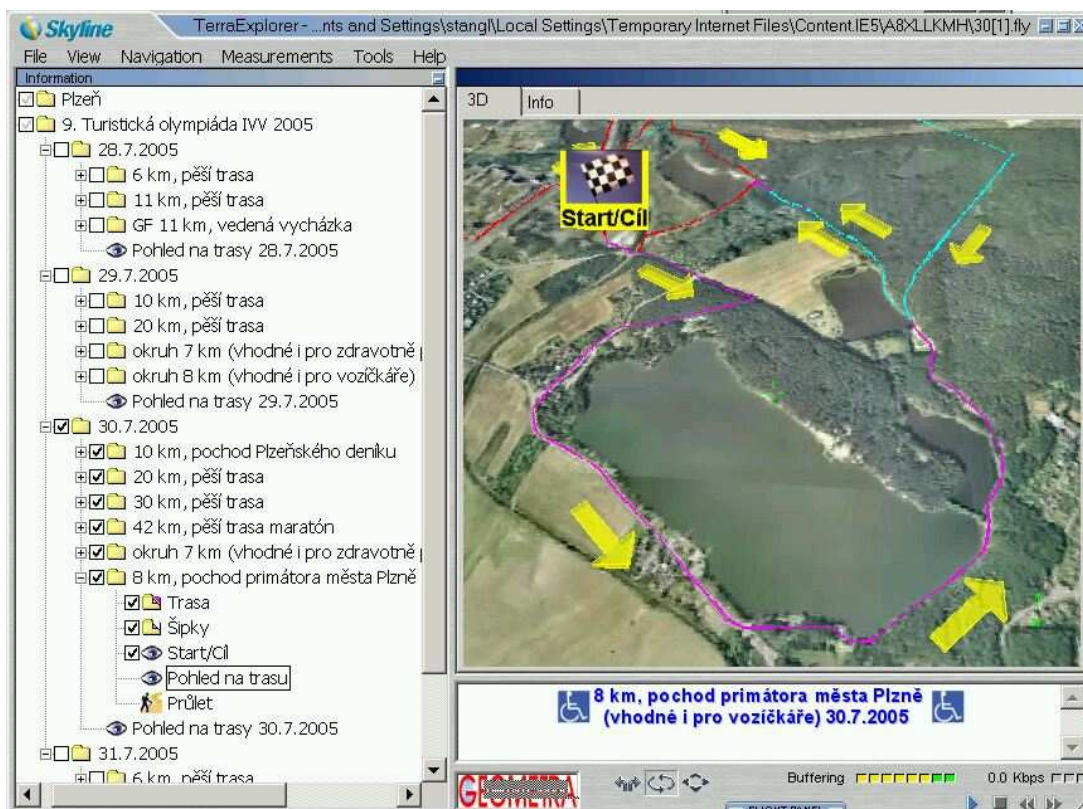 Skyline
TerraExplorer - ...nts and Settings\stangl\Local Settings\Temporary Internet Files\Content.IE5\A8XLLKMH\30[1].fly
File View Navigation Measurements Tools Help
Information
Plzeň
9. Turistická olympiáda IVV 2005
28.7.2005
6 km, pěší trasa
11 km, pěší trasa
GF 11 km, vedená vycházka
Pohled na trasy 28.7.2005
29.7.2005
10 km, pěší trasa
20 km, pěší trasa
okruh 7 km (vhodné i pro zdravotně
okruh 8 km (vhodné i pro vozíčkáře)
Pohled na trasy 29.7.2005
30.7.2005
10 km, pochod Plzeňského deníku
20 km, pěší trasa
30 km, pěší trasa
42 km, pěší trasa maratón
okruh 7 km (vhodné i pro zdravotně
8 km, pochod primátora města Plzně
Trasa
Šipky
Start/Cíl
Pohled na trasu
Průlet
Pohled na trasy 30.7.2005
31.7.2005
6 km, pěší trasa
3D Info
Start/Cíl
8 km, pochod primátora města Plzně
(vhodné i pro vozíčkáře) 30.7.2005
GEOMETRA
Buffering 0.0 Kbps
FLIGHT PANEL